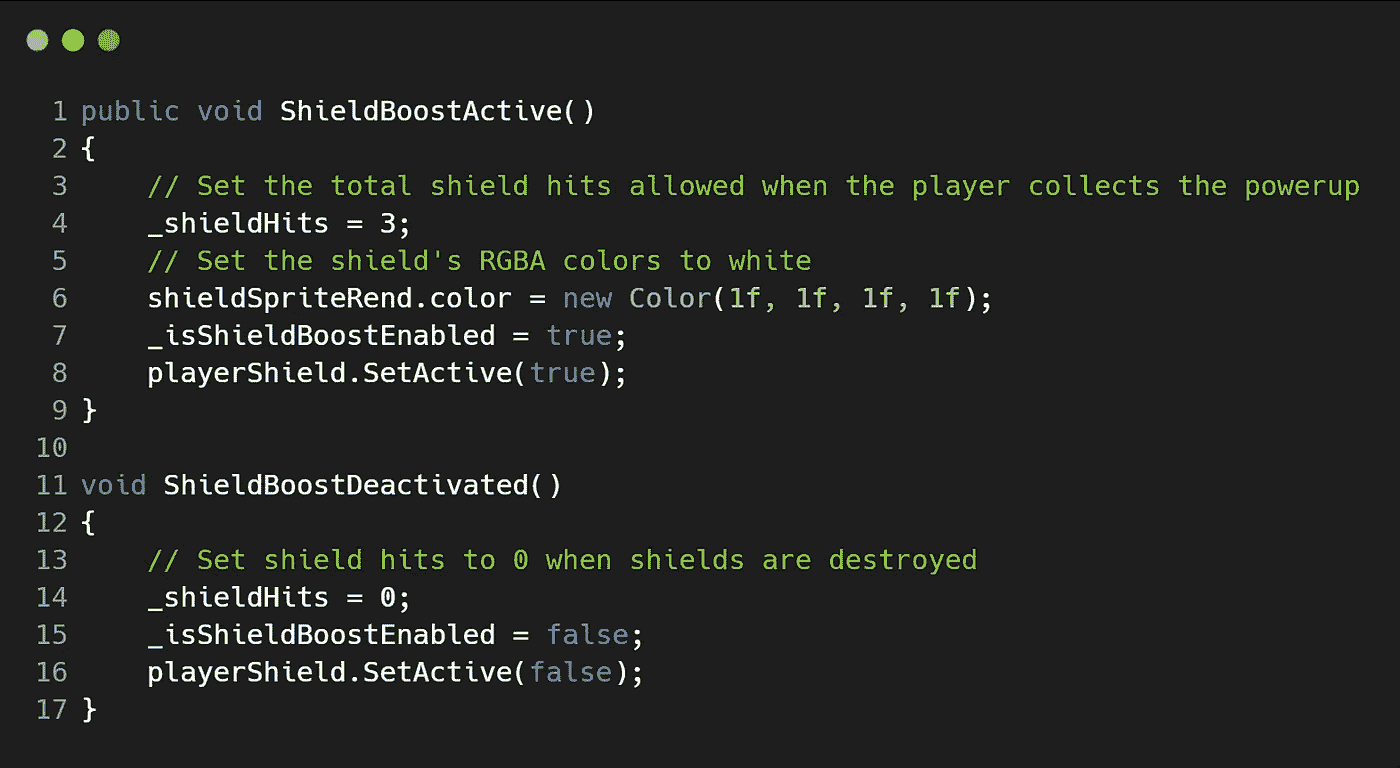 1 public void ShieldBoostActive()
2 {
3     // Set the total shield hits allowed when the player collects the powerup
4     _shieldHits = 3;
5     // Set the shield's RGBA colors to white
6     shieldSpriteRend.color = new Color(1f, 1f, 1f, 1f);
7     _isShieldBoostEnabled = true;
8     playerShield.SetActive(true);
9 }
10
11 void ShieldBoostDeactivated()
12 {
13     // Set shield hits to 0 when shields are destroyed
14     _shieldHits = 0;
15     _isShieldBoostEnabled = false;
16     playerShield.SetActive(false);
17 }